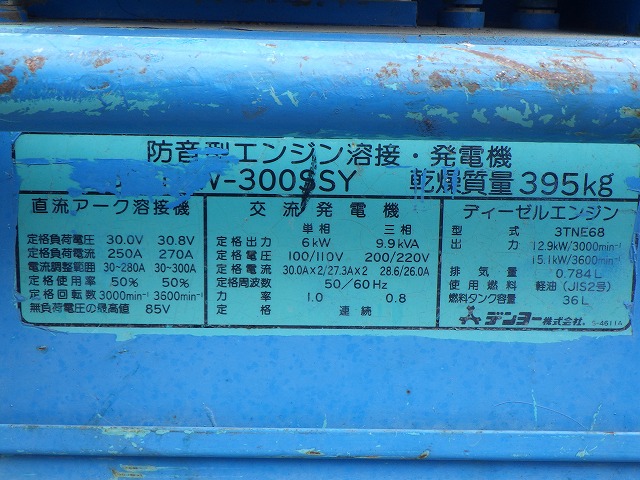 防音型エンジン溶接・発電機
W-300SSY 乾燥質量 395kg
直流アーク溶接機
定格負荷電圧 30.0V 30.8V
定格負荷電流 250A 270A
電流調整範囲 30~280A 30~300A
定格使用率 50% 50%
定格回転数 3000min⁻¹ 3600min⁻¹
無負荷電圧の最高値 85V
交流発電機
単相 三相
定格出力 6kW 9.9kVA
定格電圧 100/110V 200/220V
定格電流 30.0A×2/27.3A×2 28.6/26.0A
定格周波数 50/60Hz
力率 1.0 0.8
定格 連続
ディーゼルエンジン
型式 3TNE68
出力 12.9kW/3000min⁻¹
15.1kW/3600min⁻¹
排気量 0.784L
使用燃料 軽油(JIS2号)
燃料タンク容量 36L
デンヨー株式会社